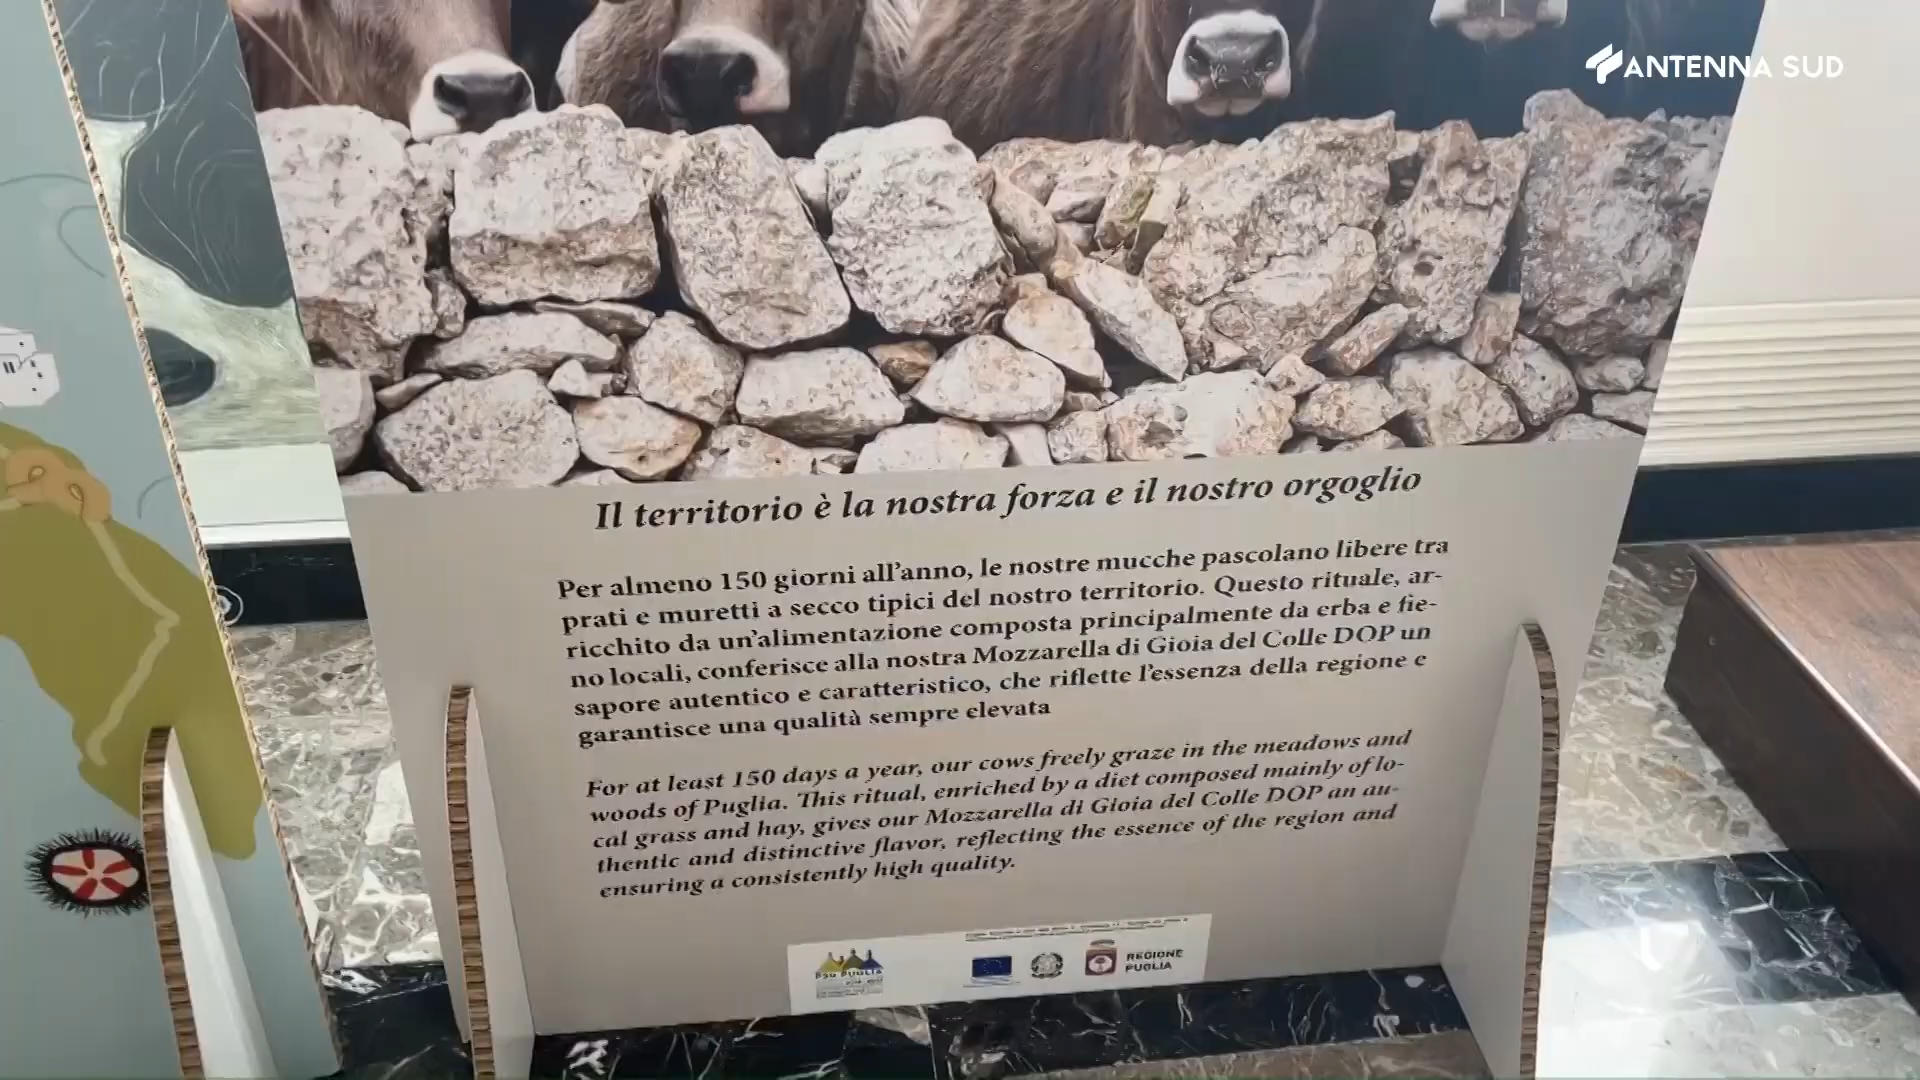 ANTENNA SUD
Il territorio è la nostra forza e il nostro orgoglio
Per almeno 150 giorni all'anno, le nostre mucche pascolano libere tra
prati e muretti a secco tipici del nostro territorio. Questo rituale, ar-
ricchito da un'alimentazione composta principalmente da erba e fie-
no locali, conferisce alla nostra Mozzarella di Gioia del Colle DOP un
sapore autentico e caratteristico, che riflette l'essenza della regione e
garantisce una qualità sempre elevata
For at least 150 days a year, our cows freely graze in the meadows and
woods of Puglia. This ritual, enriched by a diet composed mainly of lo-
cal grass and hay, gives our Mozzarella di Gioia del Colle DOP an au-
thentic and distinctive flavor, reflecting the essence of the region and
ensuring a consistently high quality.
PSR PUGLIA
REGIONE
PUGLIA